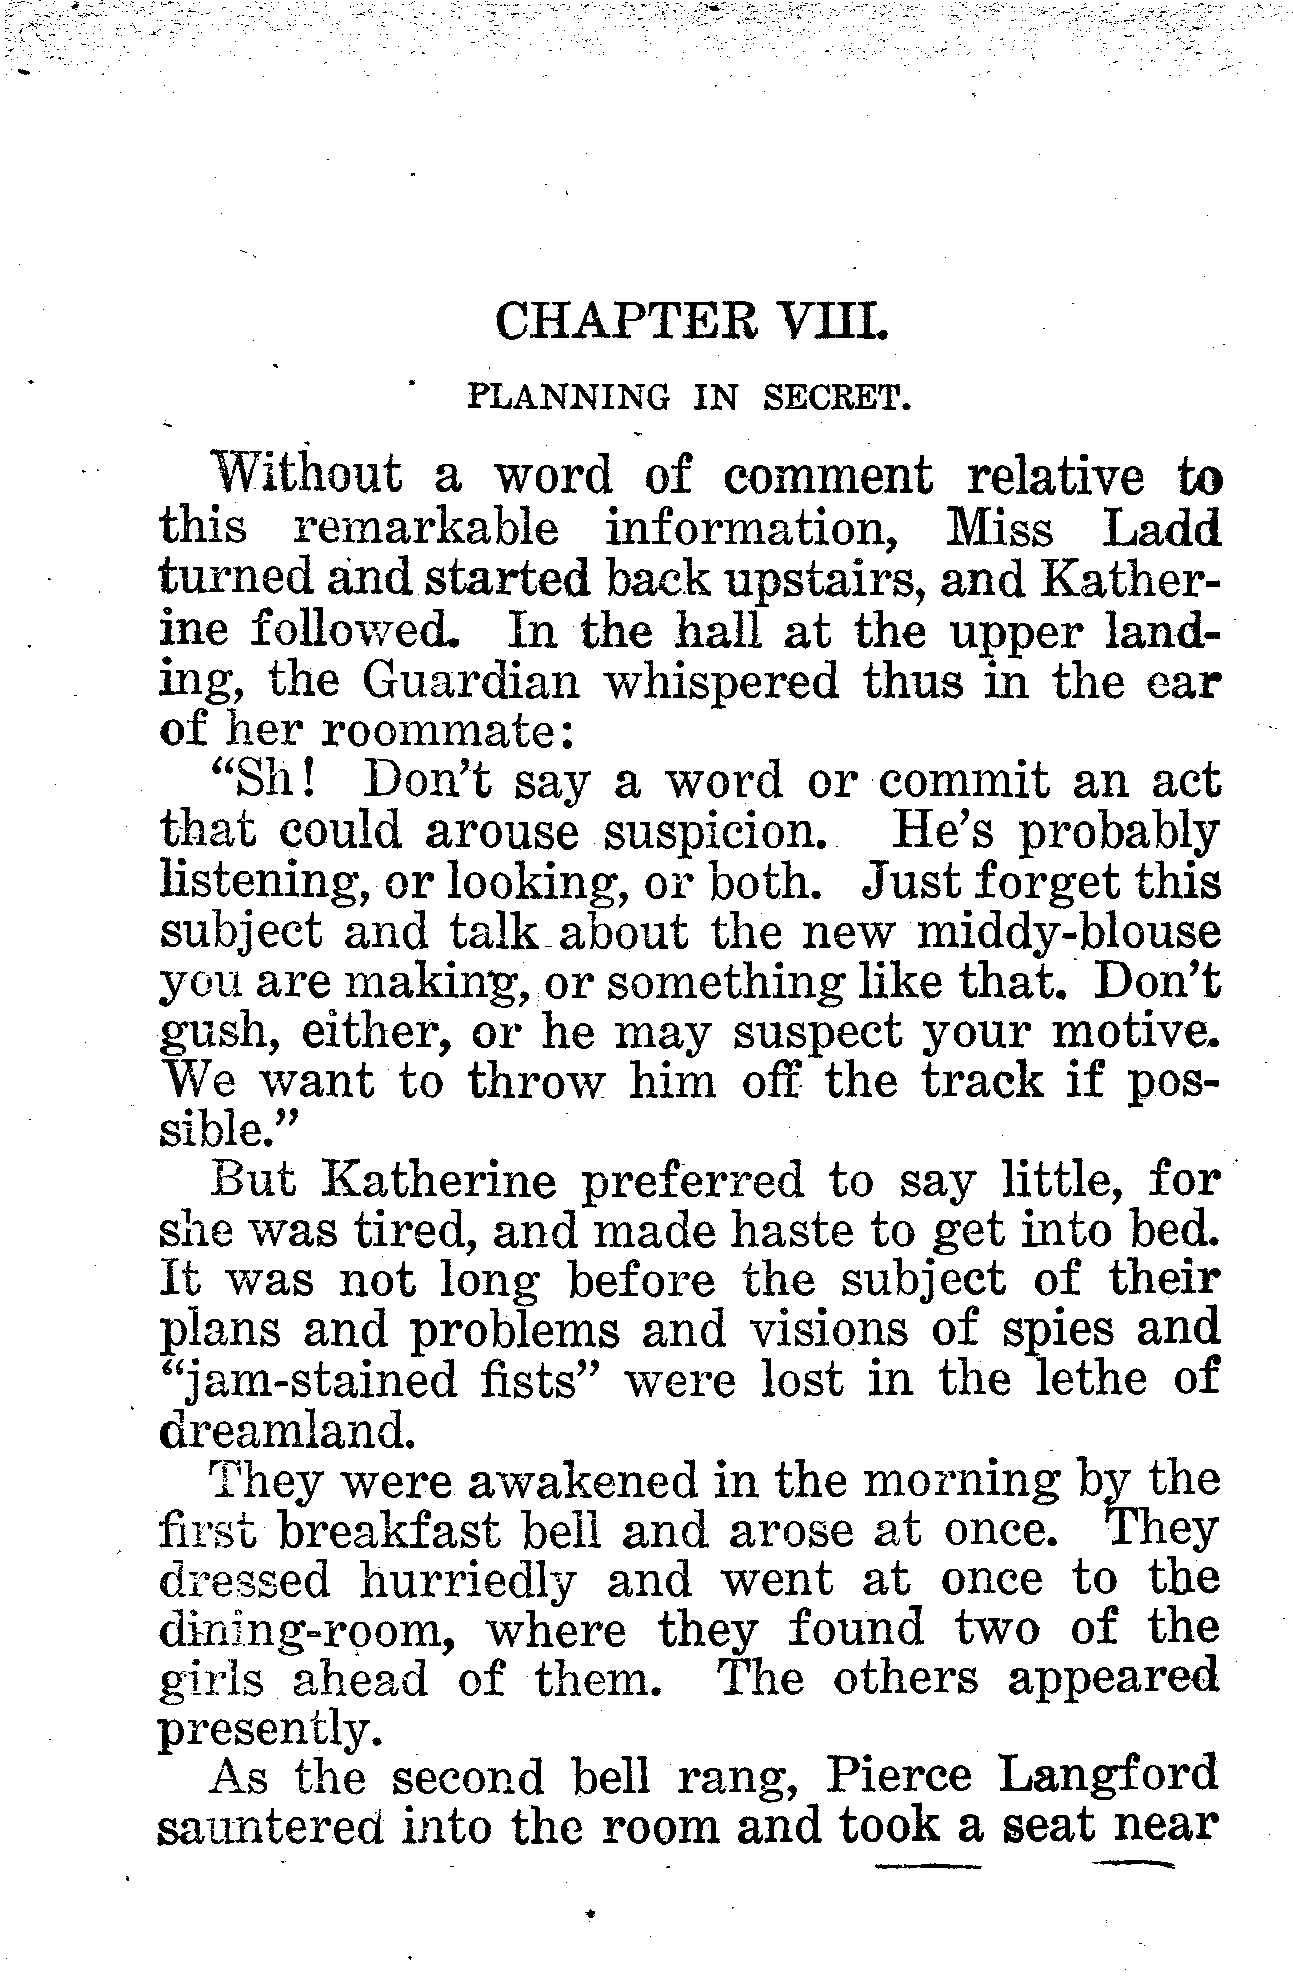 CHAPTER VIII.
PLANNING IN SECRET.
Without a word of comment relative to
this remarkable information, Miss Ladd
turned and started back upstairs, and Kather-
ine followed. In the hall at the upper land-
ing, the Guardian whispered thus in the ear
of her roommate:
“Sh! Don’t say a word or commit an act
that could arouse suspicion. He’s probably
listening, or looking, or both. Just forget this
subject and talk about the new middy-blouse
you are making, or something like that. Don’t
gush, either, or he may suspect your motive.
We want to throw him off the track if pos-
sible.”
But Katherine preferred to say little, for
she was tired, and made haste to get into bed.
It was not long before the subject of their
plans and problems and visions of spies and
“jam-stained fists” were lost in the lethe of
dreamland.
They were awakened in the morning by the
first breakfast bell and arose at once. They
dressed hurriedly and went at once to the
dining-room, where they found two of the
girls ahead of them. The others appeared
presently.
As the second bell rang, Pierce Langford
sauntered into the room and took a seat near